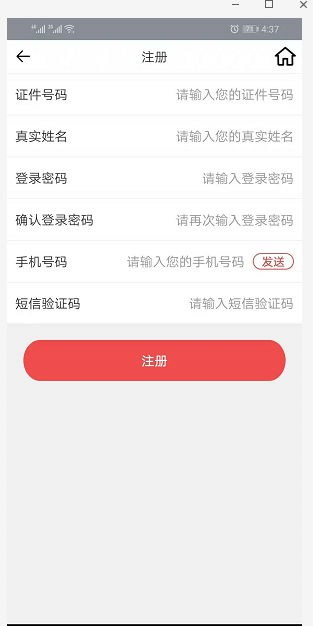 4:37
注册
证件号码 请输入您的证件号码
真实姓名 请输入您的真实姓名
登录密码 请输入登录密码
确认登录密码 请再次输入登录密码
手机号码 请输入您的手机号码 发送
短信验证码 请输入短信验证码
注册